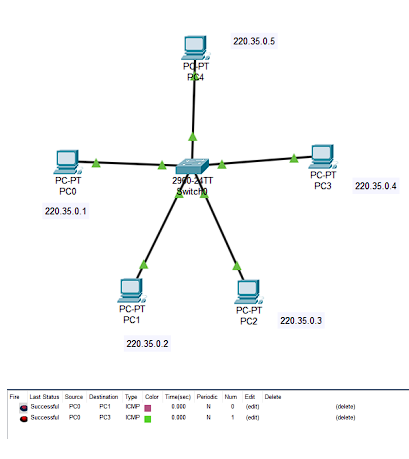 220.35.0.5
PC-PT
PC4
2960-24TT
Switch0
PC-PT
PC0
PC-PT
PC3
220.35.0.4
220.35.0.1
PC-PT
PC1
PC-PT
PC2
220.35.0.3
220.35.0.2
Fire Last Status Source Destination Type Color Time(sec) Periodic Num Edit Delete
Successful PC0 PC1 ICMP 0.000 N 0 (edit) (delete)
Successful PC0 PC3 ICMP 0.000 N 1 (edit) (delete)